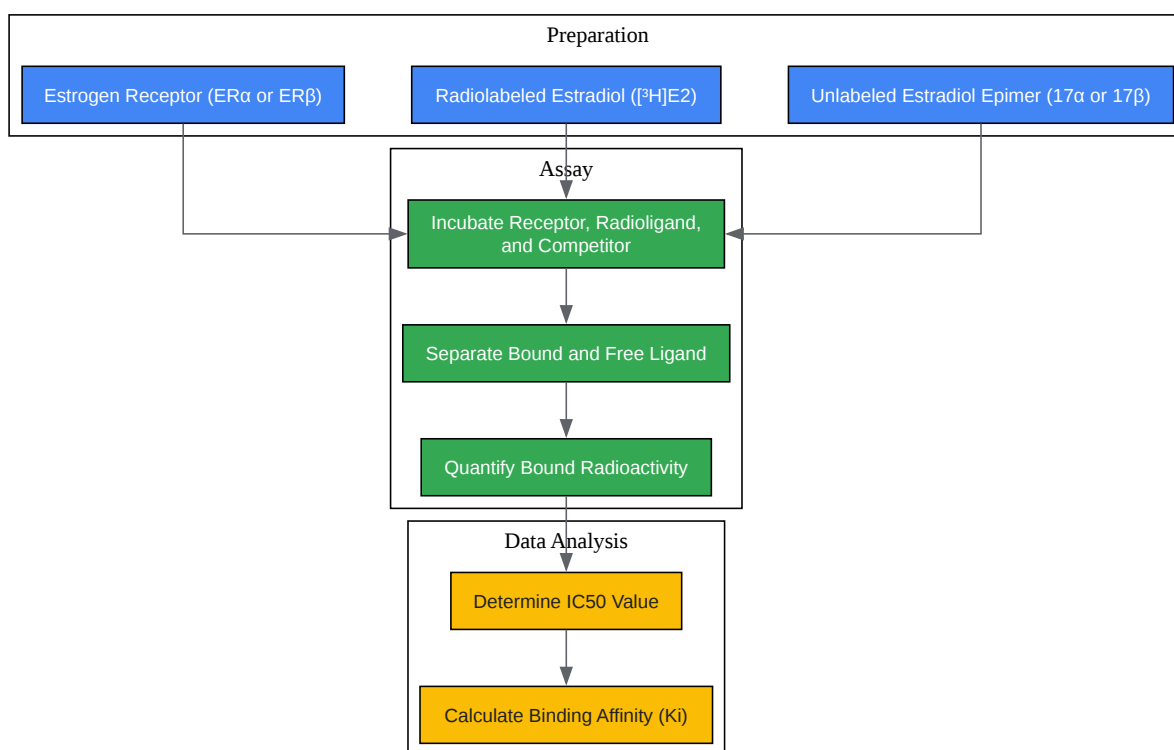 Preparation
Estrogen Receptor (ERα or ERβ)
Radiolabeled Estradiol ([³H]E2)
Unlabeled Estradiol Epimer (17α or 17β)
Assay
Incubate Receptor, Radioligand,
and Competitor
Separate Bound and Free Ligand
Quantify Bound Radioactivity
Data Analysis
Determine IC50 Value
Calculate Binding Affinity (Ki)